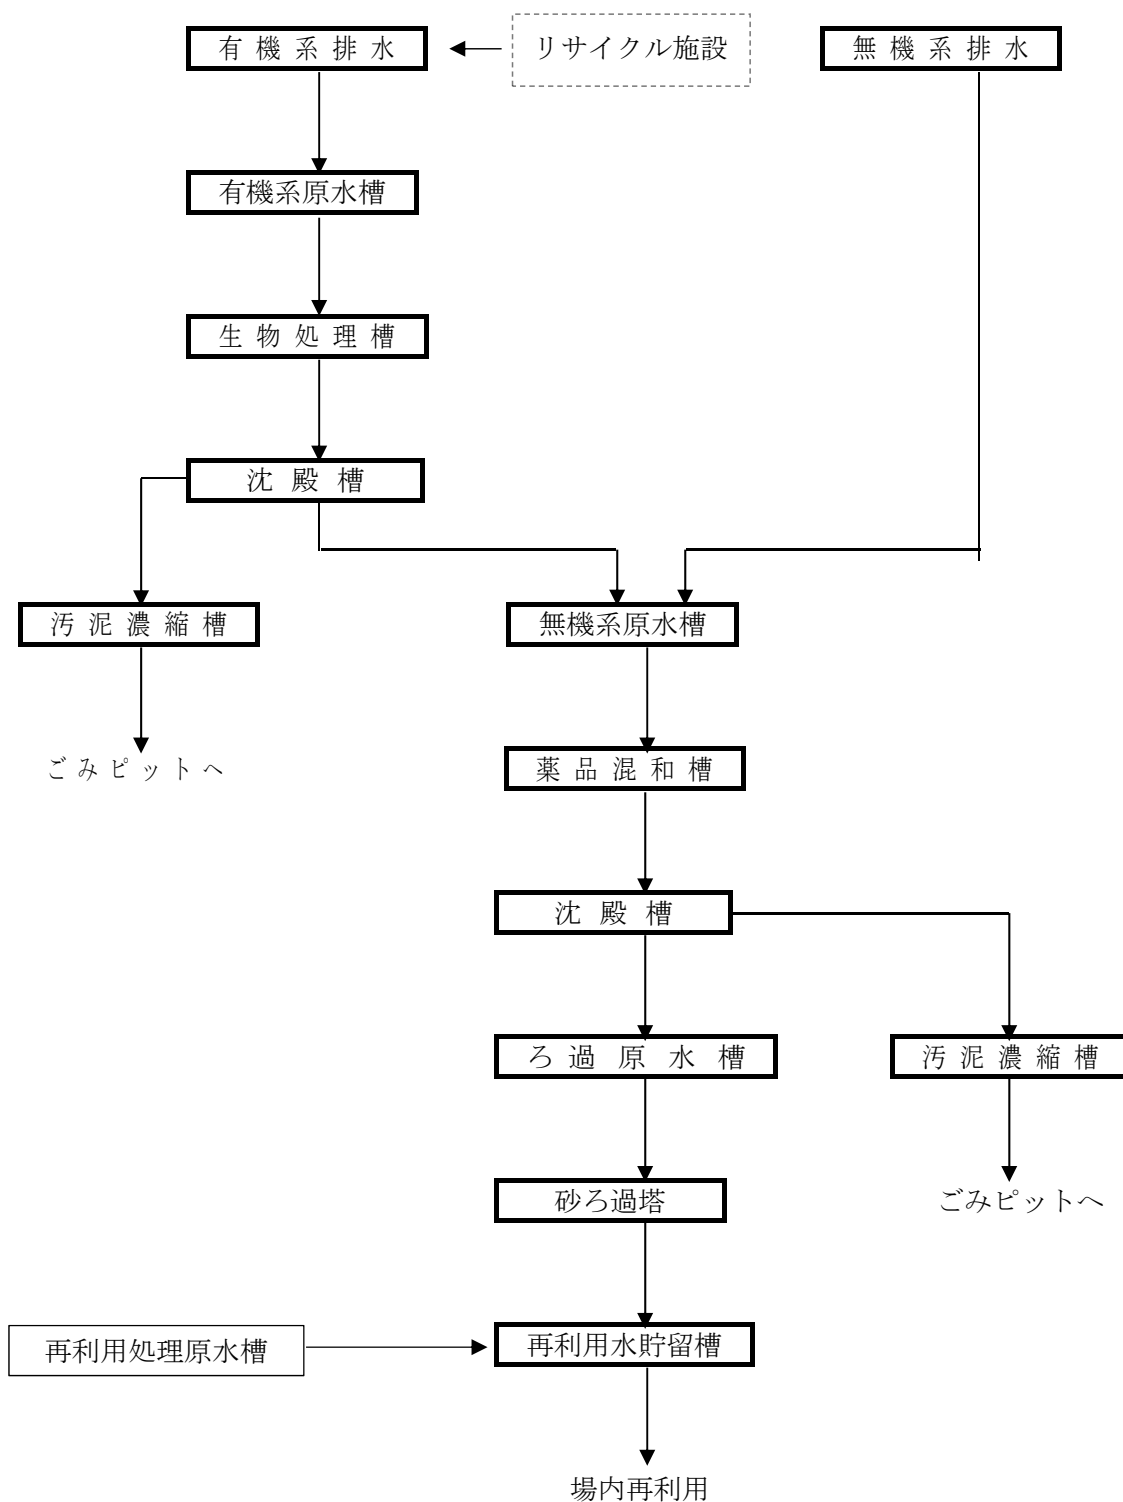 有機系排水
リサイクル施設
無機系排水
有機系原水槽
生物処理槽
沈殿槽
汚泥濃縮槽
無機系原水槽
ごみピットへ
薬品混和槽
沈殿槽
ろ過原水槽
汚泥濃縮槽
砂ろ過塔
ごみピットへ
再利用処理原水槽
再利用水貯留槽
場内再利用